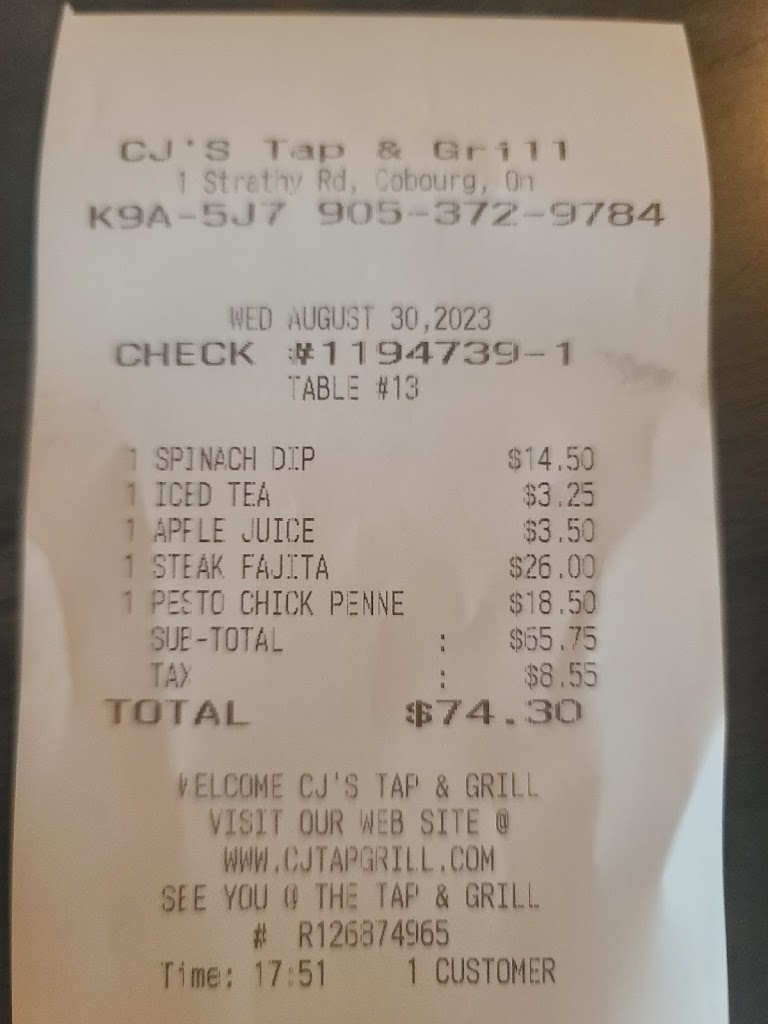 CJ'S Tap & Grill
1 Strathy Rd, Cobourg, On
K9A-5J7 905-372-9784
WED AUGUST 30,2023
CHECK #1194739-1
TABLE #13
1 SPINACH DIP $14.50
1 ICED TEA $3.25
1 APPLE JUICE $3.50
1 STEAK FAJITA $26.00
1 PESTO CHICK PENNE $18.50
SUB-TOTAL : $65.75
TAX : $8.55
TOTAL $74.30
WELCOME CJ'S TAP & GRILL
VISIT OUR WEB SITE @
WWW.CJTAPGRILL.COM
SEE YOU @ THE TAP & GRILL
# R126874965
Time: 17:51 1 CUSTOMER